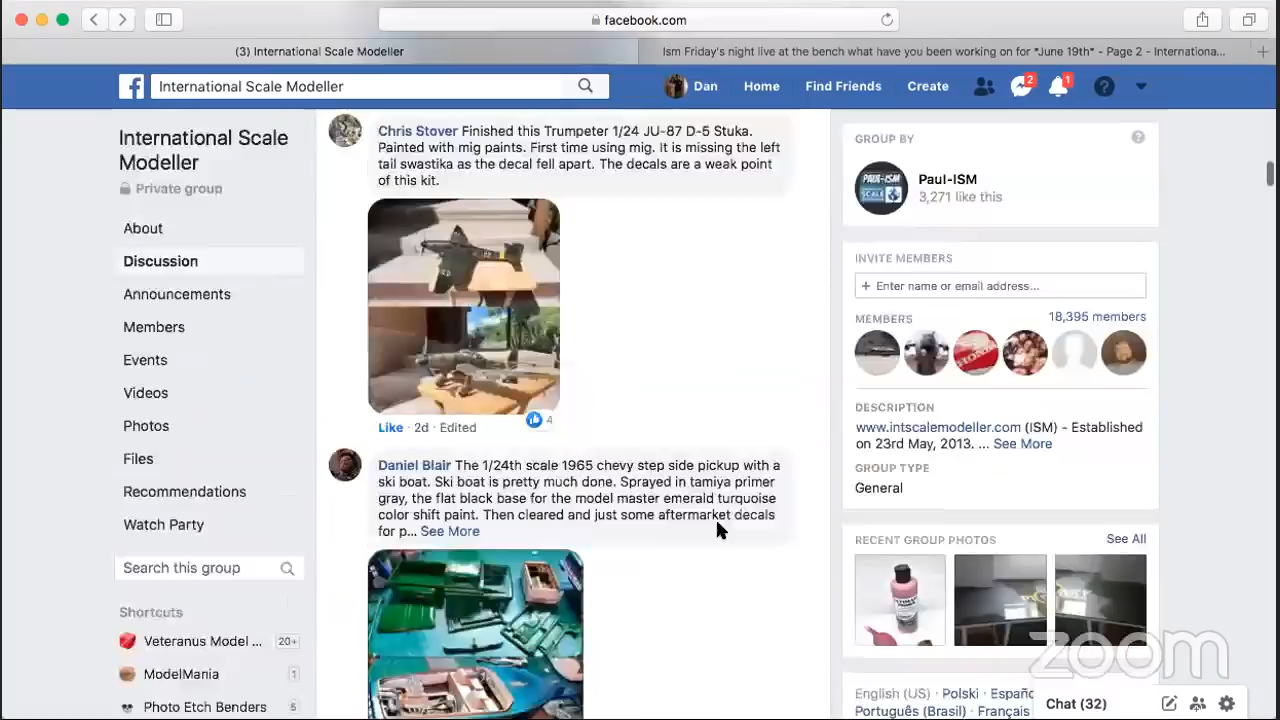 facebook.com
(3) International Scale Modeller
Ism Friday's night live at the bench what have you been working on for *June 19th* - Page 2 - Internationa...
International Scale Modeller
Dan
Home
Find Friends
Create
2
1
International Scale
Modeller
Private group
About
Discussion
Announcements
Members
Events
Videos
Photos
Files
Recommendations
Watch Party
Search this group
Shortcuts
Veteranus Model ... 20+
ModelMania 1
Photo Etch Benders 5
Chris Stover Finished this Trumpeter 1/24 JU-87 D-5 Stuka.
Painted with mig paints. First time using mig. It is missing the left
tail swastika as the decal fell apart. The decals are a weak point
of this kit.
Like · 2d · Edited
4
Daniel Blair The 1/24th scale 1965 chevy step side pickup with a
ski boat. Ski boat is pretty much done. Sprayed in tamiya primer
gray, the flat black base for the model master emerald turquoise
color shift paint. Then cleared and just some aftermarket decals
for p... See More
GROUP BY
PAUL-ISM
SCALE
Paul-ISM
3,271 like this
INVITE MEMBERS
+ Enter name or email address...
MEMBERS
18,395 members
DESCRIPTION
www.intscalemodeller.com (ISM) - Established
on 23rd May, 2013. ... See More
GROUP TYPE
General
RECENT GROUP PHOTOS
See All
English (US) · Polski · Españo
Português (Brasil) · Français
Chat (32)
zoom